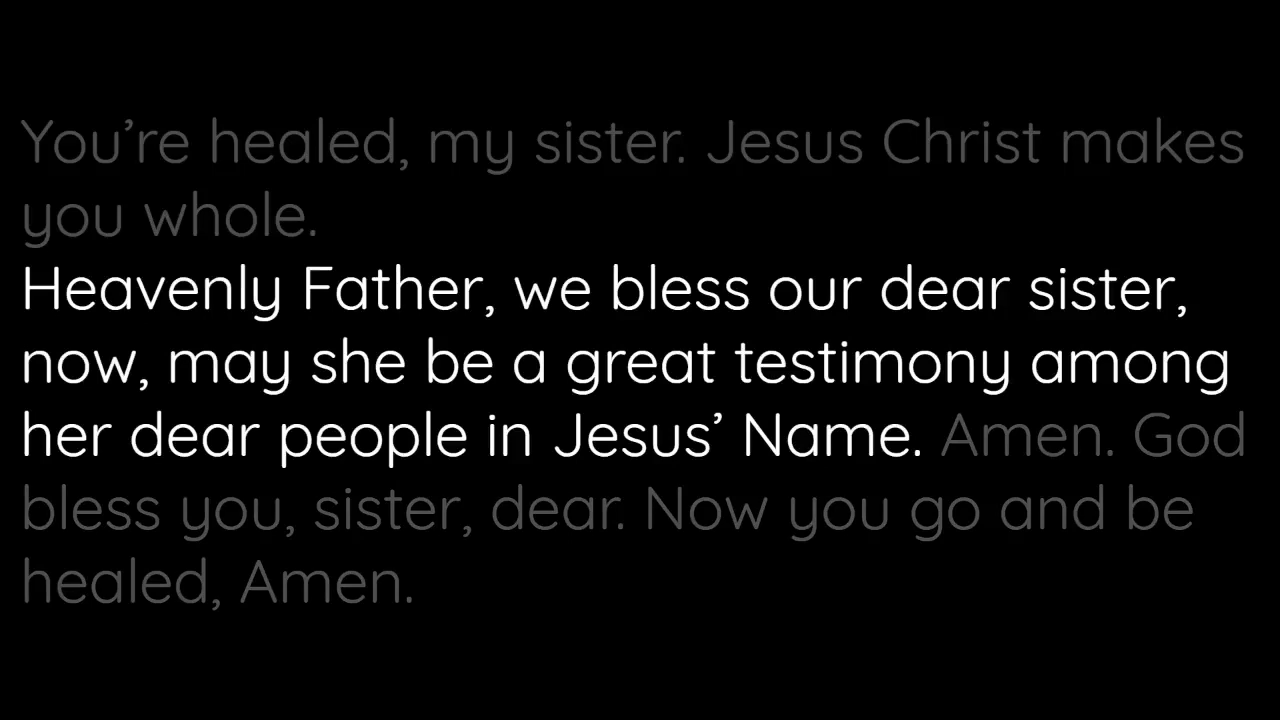 You’re healed, my sister. Jesus Christ makes
you whole.
Heavenly Father, we bless our dear sister,
now, may she be a great testimony among
her dear people in Jesus’ Name. Amen. God
bless you, sister, dear. Now you go and be
healed, Amen.